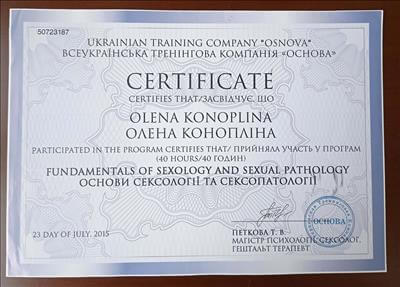 50723187
UKRAINIAN TRAINING COMPANY "OSNOVA"
ВСЕУКРАЇНСЬКА ТРЕНІНГОВА КОМПАНІЯ «ОСНОВА»
CERTIFICATE
CERTIFIES THAT/ЗАСВІДЧУЄ, ЩО
OLENA KONOPLINA
ОЛЕНА КОНОПЛІНА
PARTICIPATED IN THE PROGRAM CERTIFIES THAT/ ПРИЙНЯЛА УЧАСТЬ У ПРОГРАМ
(40 HOURS/40 ГОДИН)
FUNDAMENTALS OF SEXOLOGY AND SEXUAL PATHOLOGY
ОСНОВИ СЕКСОЛОГІЇ ТА СЕКСОПАТОЛОГІЇ
23 DAY OF JULY, 2015
ПЕТКОВА Т. В.
МАГІСТР ПСИХОЛОГІЇ, СЕКСОЛОГ,
ГЕШТАЛЬТ ТЕРАПЕВТ
ОСНОВА